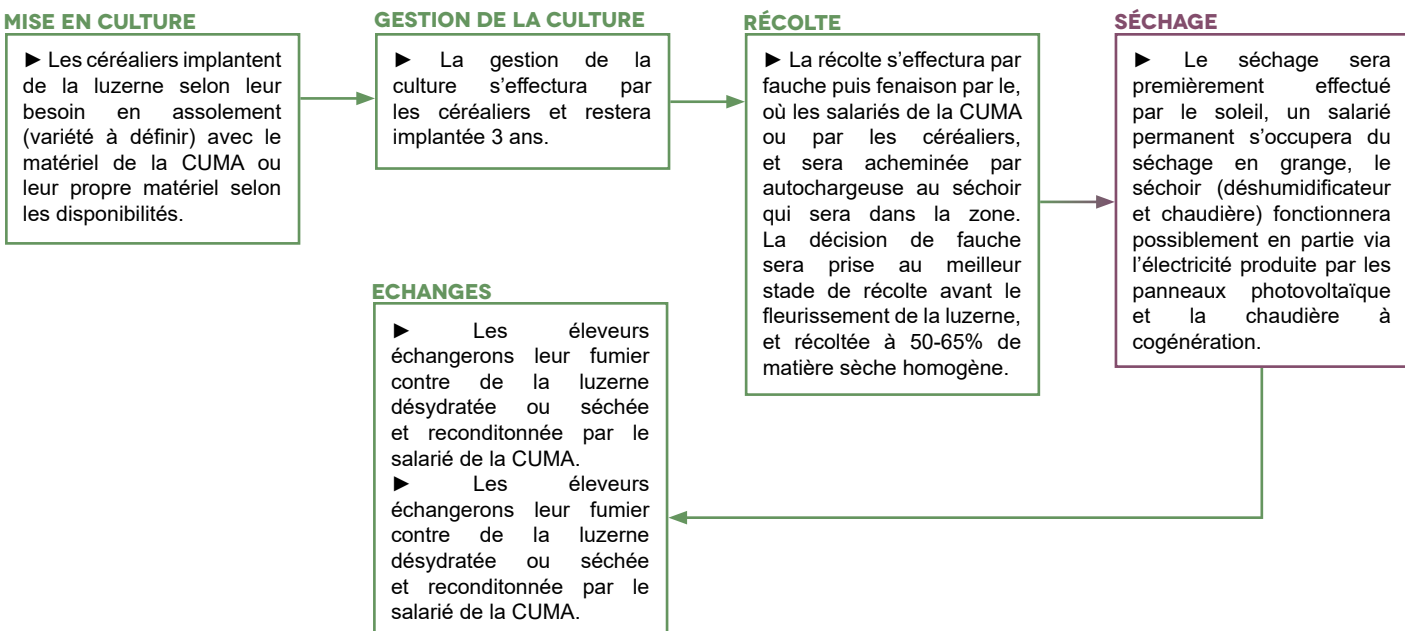 MISE EN CULTURE
► Les céréaliers implantent
de la luzerne selon leur
besoin en assolement
(variété à définir) avec le
matériel de la CUMA ou
leur propre matériel selon
les disponibilités.
GESTION DE LA CULTURE
► La gestion de la
culture s’effectura par
les céréaliers et restera
implantée 3 ans.
RÉCOLTE
► La récolte s’effectura par
fauche puis fenaison par le,
où les salariés de la CUMA
ou par les céréaliers,
et sera acheminée par
autochargeuse au séchoir
qui sera dans la zone.
La décision de fauche
sera prise au meilleur
stade de récolte avant le
fleurissement de la luzerne,
et récoltée à 50-65% de
matière sèche homogène.
SÉCHAGE
► Le séchage sera
premièrement effectué
par le soleil, un salarié
permanent s’occupera du
séchage en grange, le
séchoir (déshumidificateur
et chaudière) fonctionnera
possiblement en partie via
l’électricité produite par les
panneaux photovoltaïque
et la chaudière à
cogénération.
ECHANGES
► Les éleveurs
échangerons leur fumier
contre de la luzerne
désydratée ou séchée
et reconditonnée par le
salarié de la CUMA.
► Les éleveurs
échangerons leur fumier
contre de la luzerne
désydratée ou séchée
et reconditonnée par le
salarié de la CUMA.